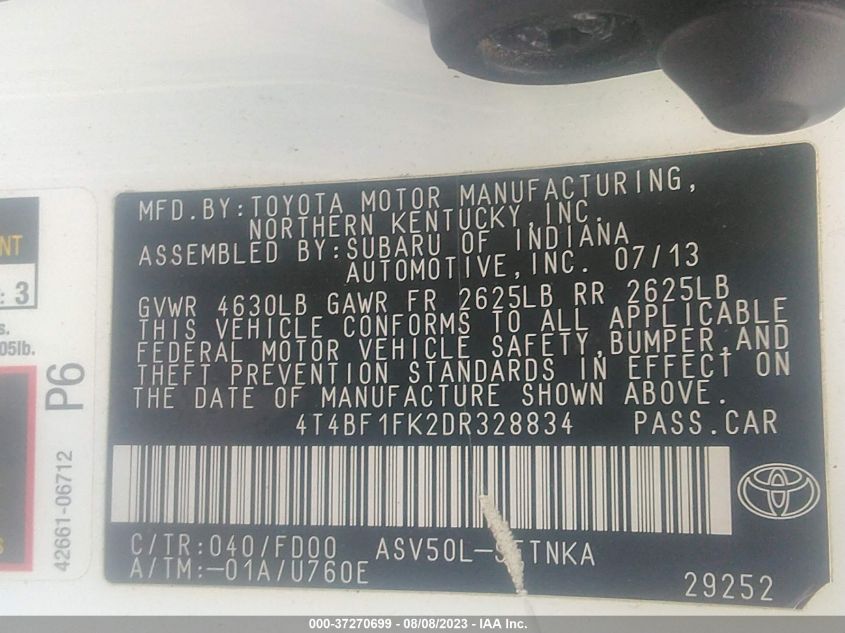 MFD.BY:TOYOTA MOTOR MANUFACTURING,
NORTHERN KENTUCKY,INC.
ASSEMBLED BY:SUBARU OF INDIANA
AUTOMOTIVE,INC. 07/13
GVWR 4630LB GAWR FR 2625LB RR 2625LB
THIS VEHICLE CONFORMS TO ALL APPLICABLE
FEDERAL MOTOR VEHICLE SAFETY,BUMPER,AND
THEFT PREVENTION STANDARDS IN EFFECT ON
THE DATE OF MANUFACTURE SHOWN ABOVE.
4T4BF1FK2DR328834 PASS.CAR
C/TR:040/FD00
A/TM:-01A/U760E
29252
: 3
P6
42661-06712
000-37270699 - 08/08/2023 - IAA Inc.